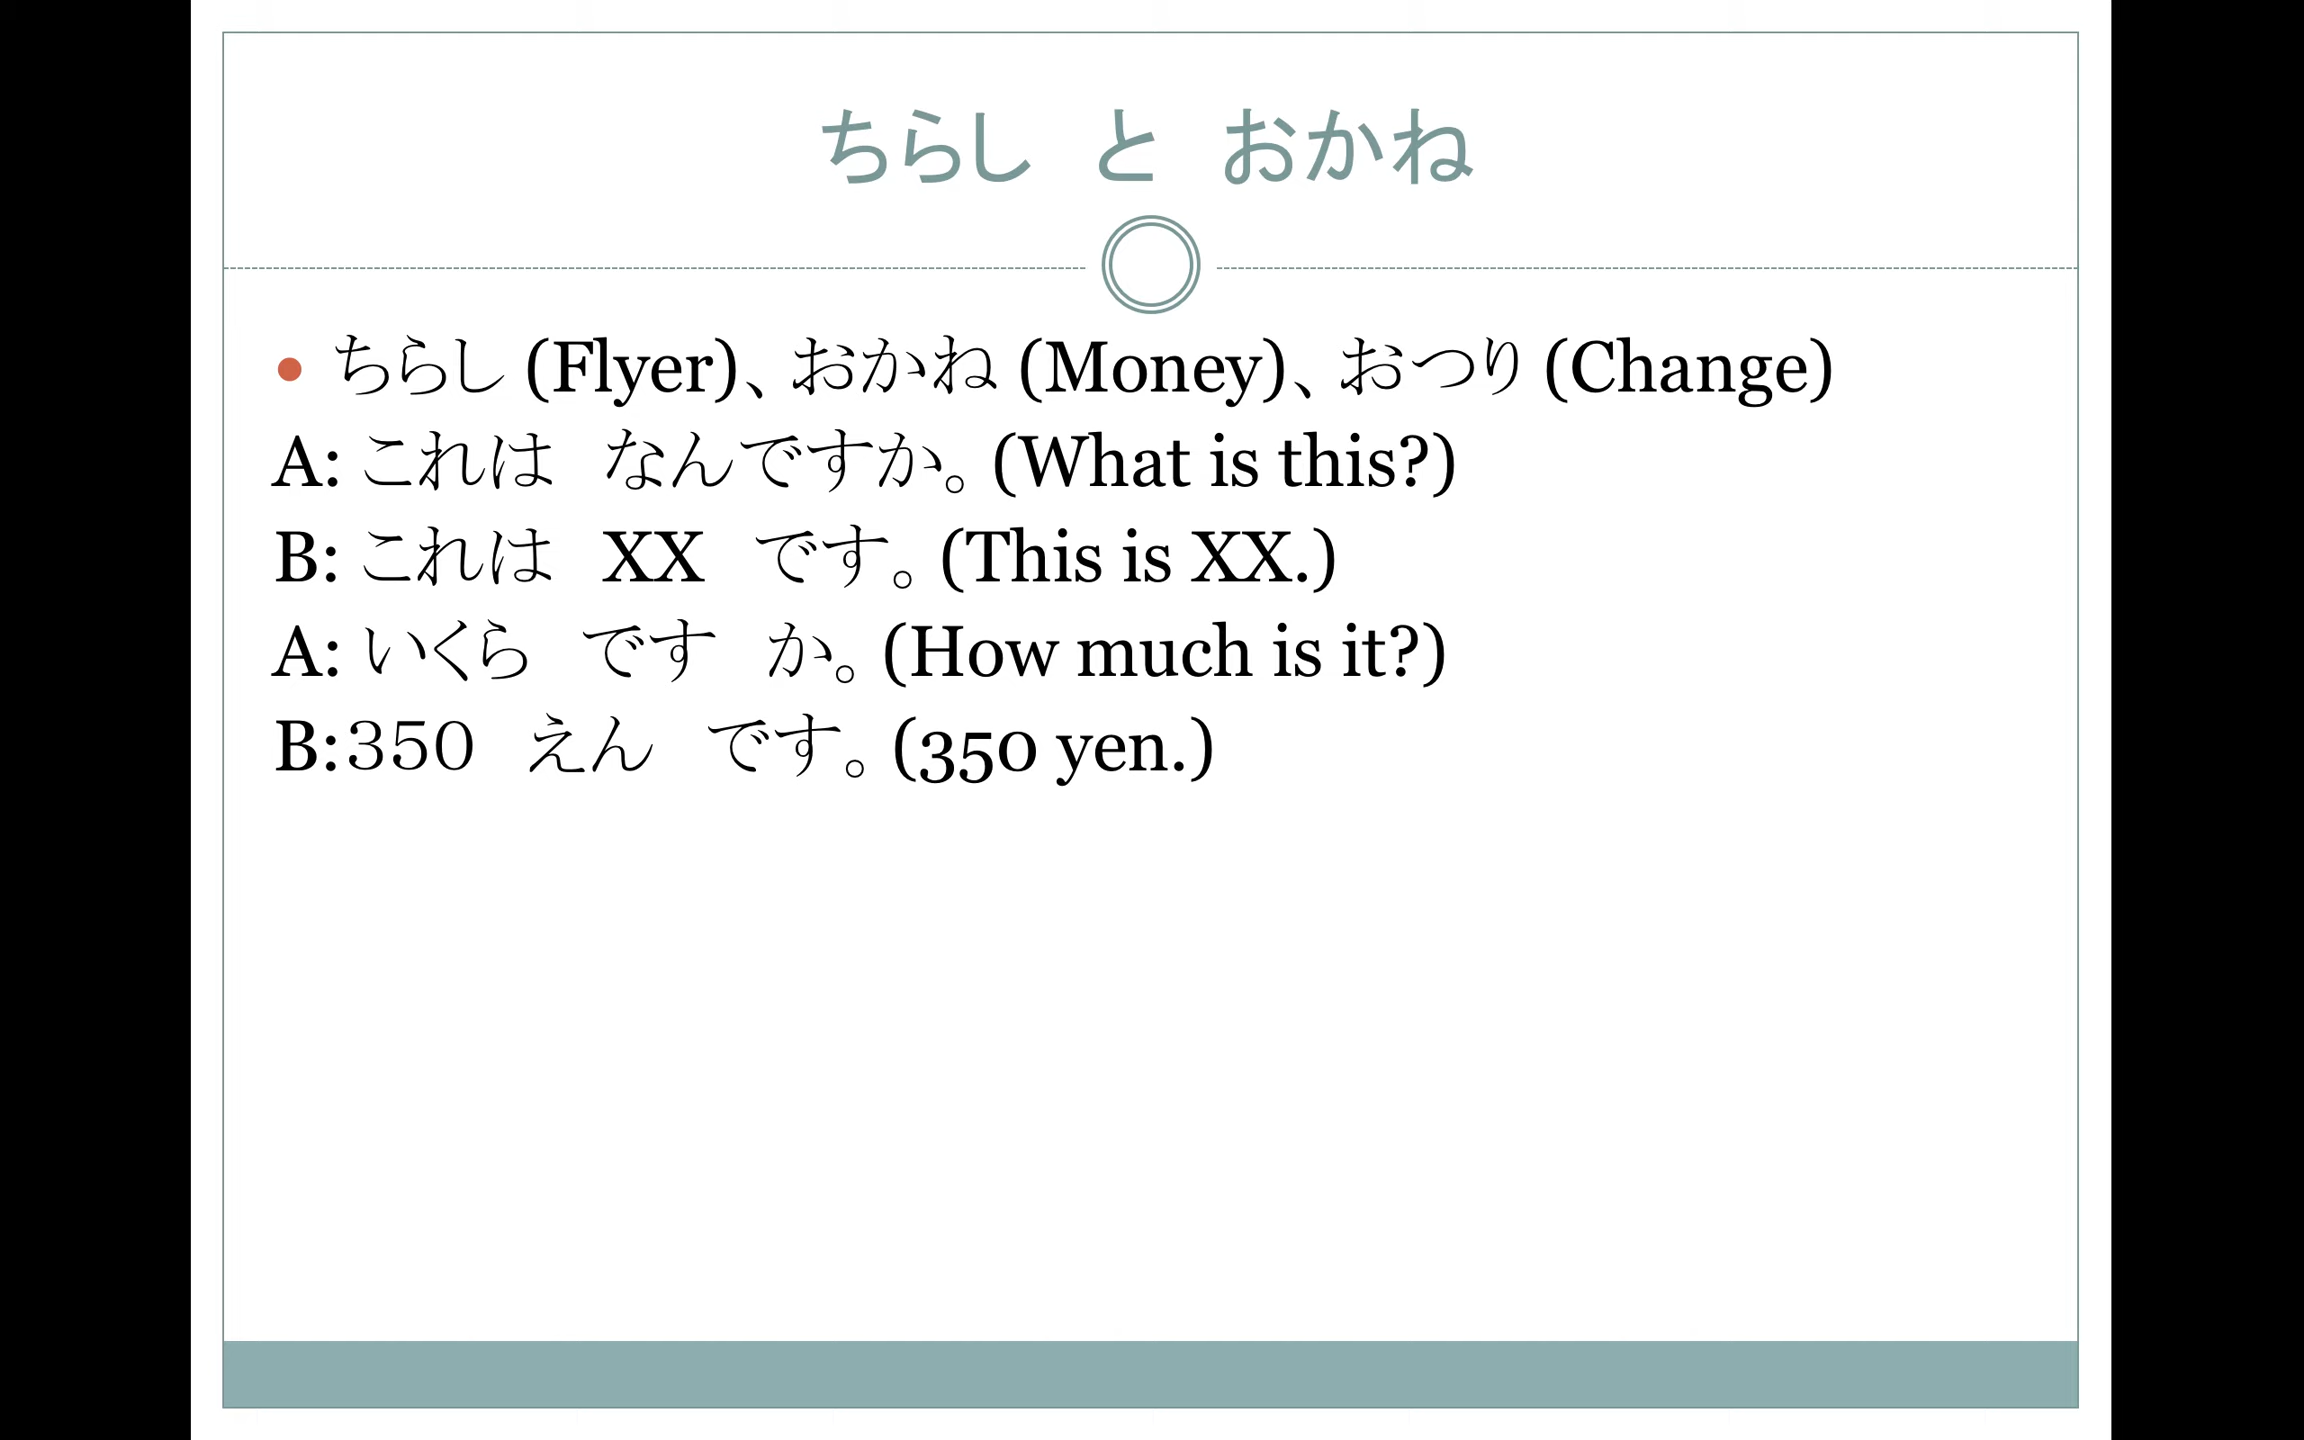 ちらし　と　おかね
ちらし (Flyer)、おかね (Money)、おつり (Change)
A: これは　なんですか。(What is this?)
B: これは　XX　です。(This is XX.)
A: いくら　です　か。(How much is it?)
B:３５０　えん　です。(350 yen.)